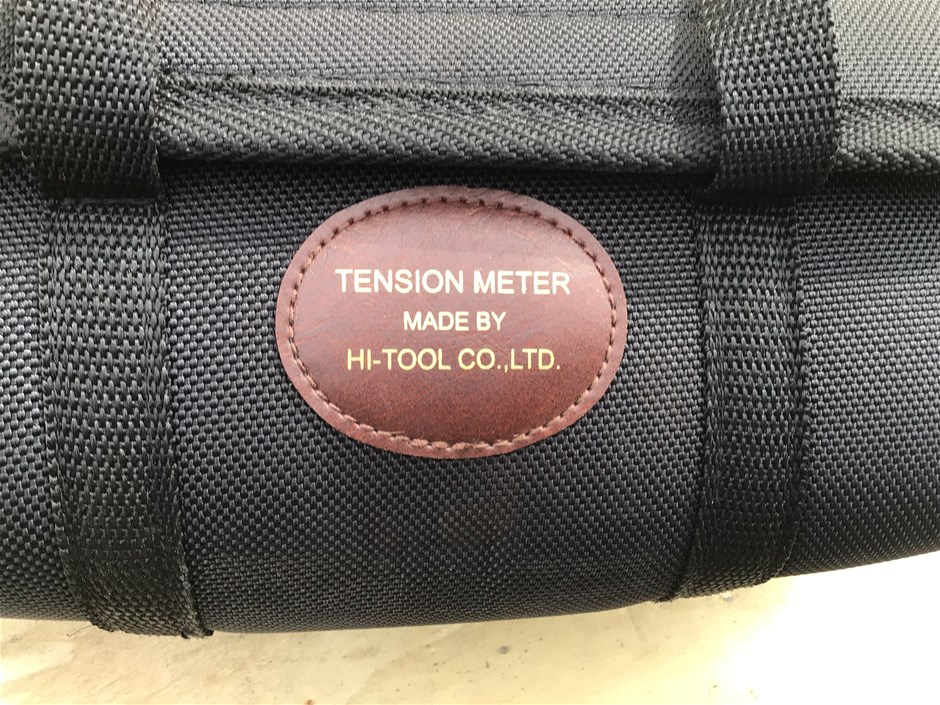 TENSION METER
MADE BY
HI-TOOL CO.,LTD.